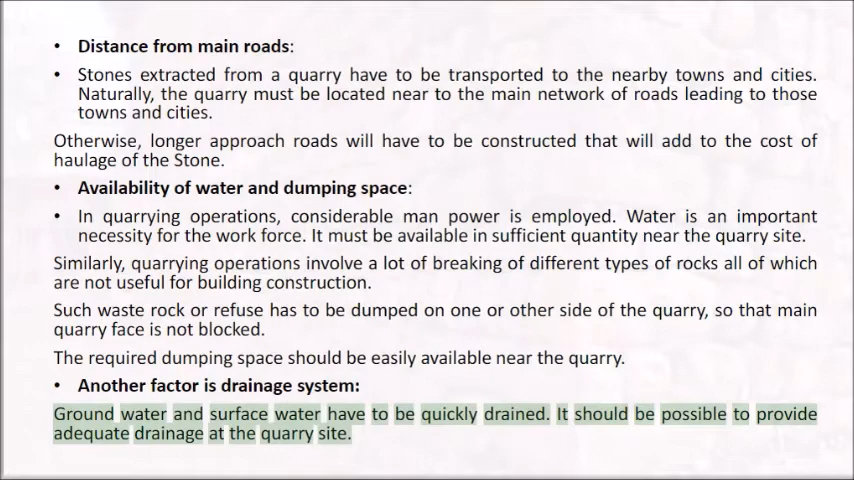 • Distance from main roads:
• Stones extracted from a quarry have to be transported to the nearby towns and cities.
Naturally, the quarry must be located near to the main network of roads leading to those
towns and cities.
Otherwise, longer approach roads will have to be constructed that will add to the cost of
haulage of the Stone.
• Availability of water and dumping space:
• In quarrying operations, considerable man power is employed. Water is an important
necessity for the work force. It must be available in sufficient quantity near the quarry site.
Similarly, quarrying operations involve a lot of breaking of different types of rocks all of which
are not useful for building construction.
Such waste rock or refuse has to be dumped on one or other side of the quarry, so that main
quarry face is not blocked.
The required dumping space should be easily available near the quarry.
• Another factor is drainage system:
Ground water and surface water have to be quickly drained. It should be possible to provide
adequate drainage at the quarry site.